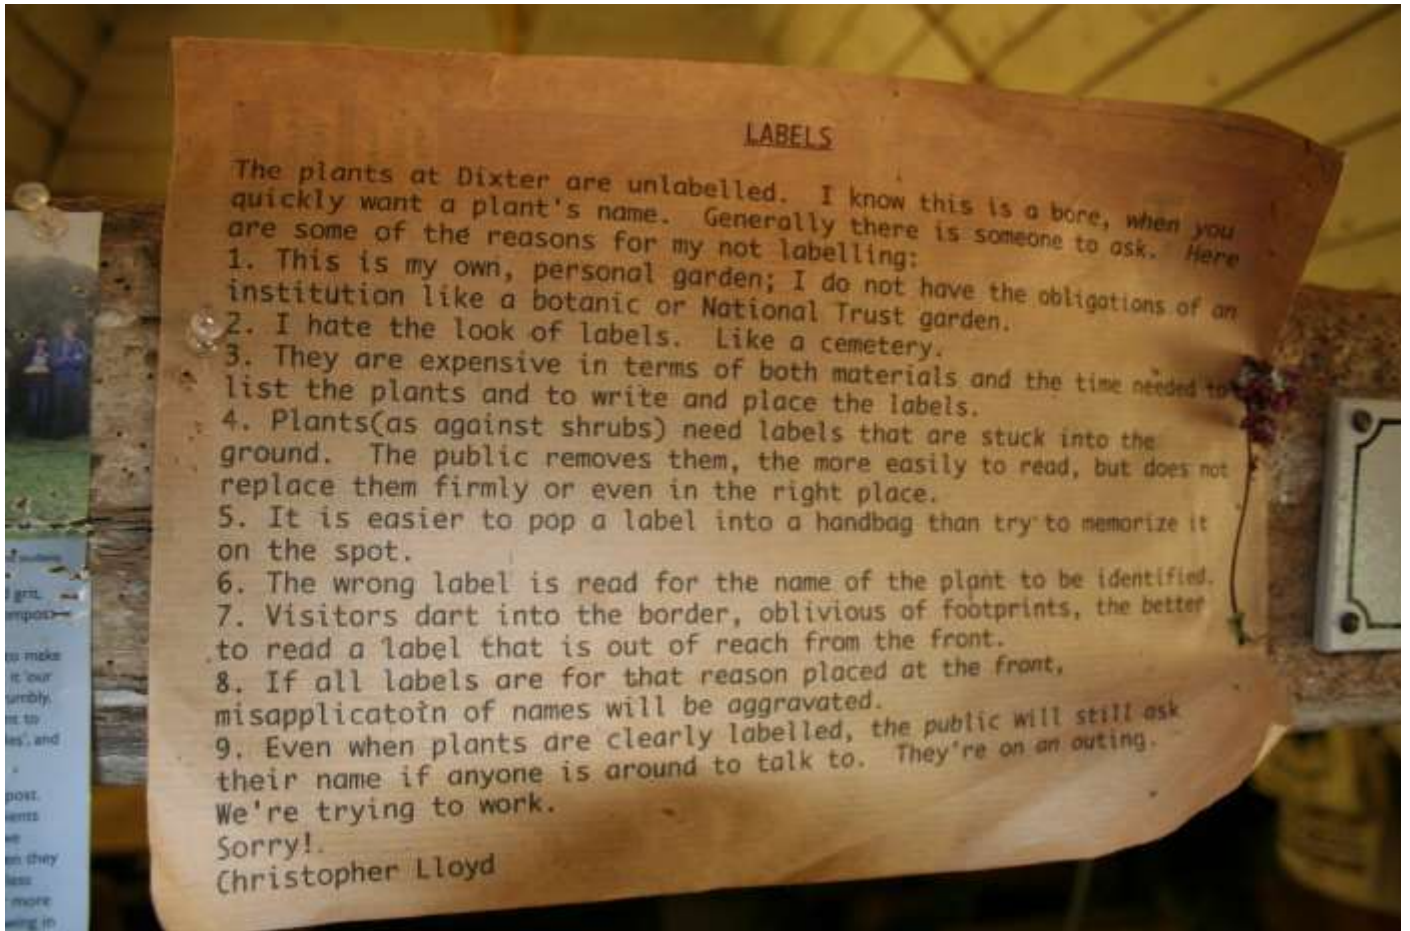 LABELS
The plants at Dixter are unlabelled. I know this is a bore, when you
quickly want a plant's name. Generally there is someone to ask. Here
are some of the reasons for my not labelling:
1. This is my own, personal garden; I do not have the obligations of an
institution like a botanic or National Trust garden.
2. I hate the look of labels. Like a cemetery.
3. They are expensive in terms of both materials and the time needed to
list the plants and to write and place the labels.
4. Plants(as against shrubs) need labels that are stuck into the
ground. The public removes them, the more easily to read, but does not
replace them firmly or even in the right place.
5. It is easier to pop a label into a handbag than try to memorize it
on the spot.
6. The wrong label is read for the name of the plant to be identified.
7. Visitors dart into the border, oblivious of footprints, the better
to read a label that is out of reach from the front.
8. If all labels are for that reason placed at the front,
misapplicatoin of names will be aggravated.
9. Even when plants are clearly labelled, the public will still ask
their name if anyone is around to talk to. They're on an outing.
We're trying to work.
Sorry!.
Christopher Lloyd
grit,
to make
it 'our
to
and
post.
they
more
in